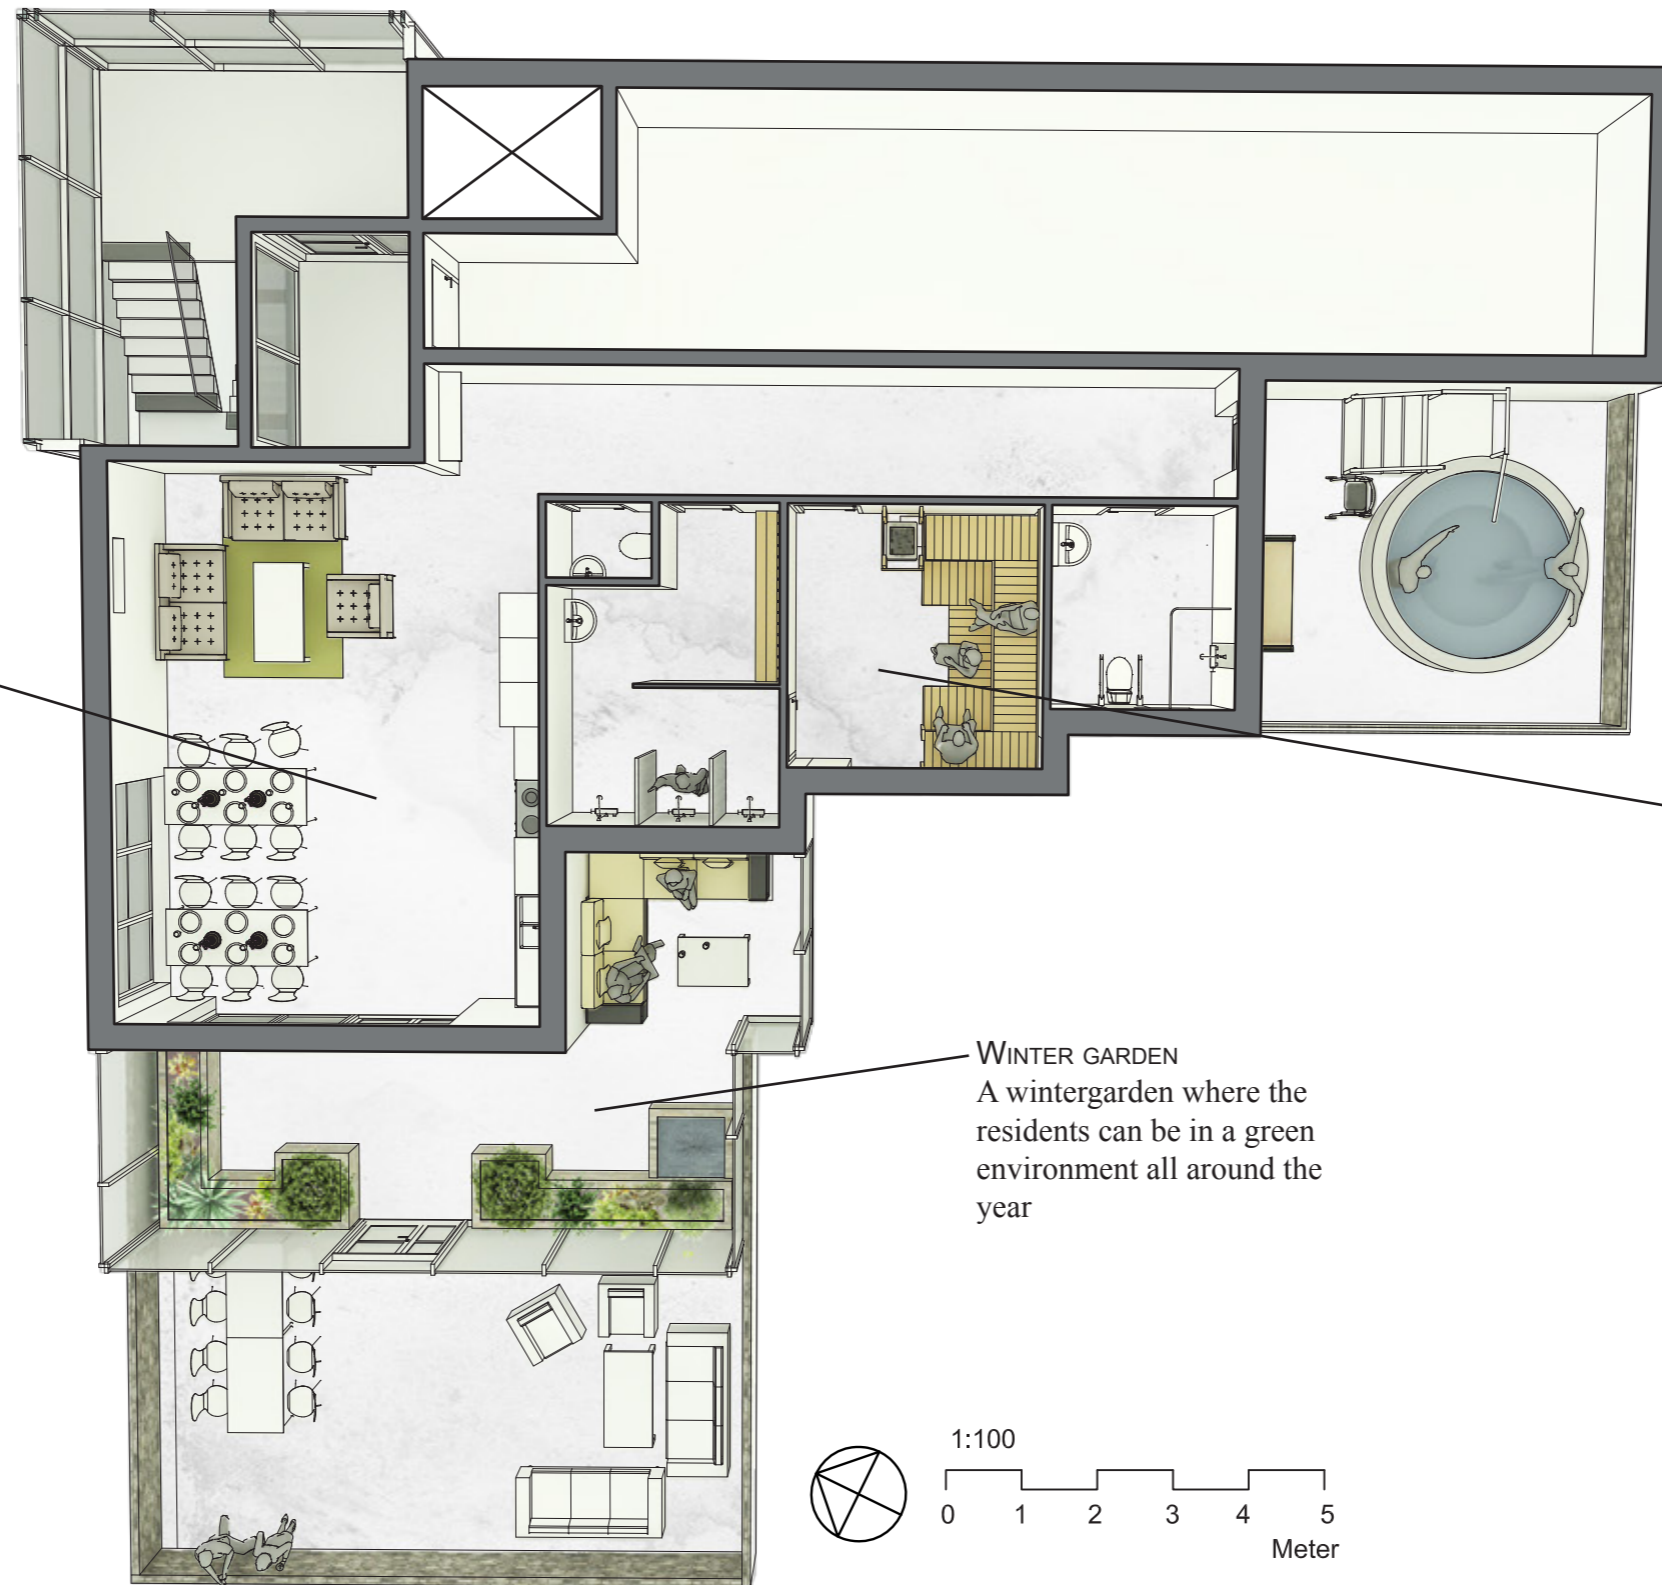 WINTER GARDEN
A wintergarden where the
residents can be in a green
environment all around the
year
1:100
0 1 2 3 4 5
Meter